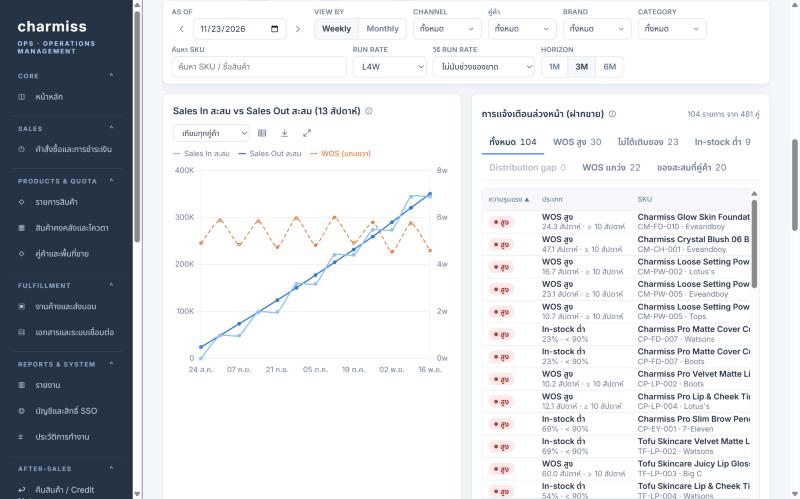 charmiss
OPS · OPERATIONS
MANAGEMENT
CORE
หน้าหลัก
SALES
คำสั่งซื้อและการชำระเงิน
PRODUCTS & QUOTA
รายการสินค้า
สินค้าคงคลังและโควตา
คู่ค้าและพื้นที่ขาย
FULFILLMENT
งานค้างและส่งมอบ
เอกสารและระบบเชื่อมต่อ
REPORTS & SYSTEM
รายงาน
บัญชีและสิทธิ์ SSO
ประวัติการทำงาน
AFTER-SALES
คืนสินค้า / Credit
AS OF
11/23/2026
VIEW BY
Weekly Monthly
CHANNEL
ทั้งหมด
คู่ค้า
ทั้งหมด
BRAND
ทั้งหมด
CATEGORY
ทั้งหมด
ค้นหา SKU
ค้นหา SKU / ชื่อสินค้า
RUN RATE
L4W
วิธี RUN RATE
ไม่นับช่วงของขาด
HORIZON
1M 3M 6M
Sales In สะสม vs Sales Out สะสม (13 สัปดาห์)
เทียบทุกคู่ค้า
Sales In สะสม Sales Out สะสม WOS (แกนขวา)
400K 8w
300K 6w
200K 4w
100K 2w
0 0w
24 ส.ค. 07 ก.ย. 21 ก.ย. 05 ต.ค. 19 ต.ค. 02 พ.ย. 16 พ.ย.
การแจ้งเตือนล่วงหน้า (ฝากขาย)
104 รายการ จาก 481 คู่
ทั้งหมด 104 WOS สูง 30 ไม่ได้เติมของ 23 In-stock ต่ำ 9
Distribution gap 0 WOS แกว่ง 22 ของสะสมที่คู่ค้า 20
ความรุนแรง ▲ ประเภท SKU
สูง WOS สูง Charmiss Glow Skin Foundat
24.3 สัปดาห์ · ≥ 10 สัปดาห์ CM-FD-010 · Eveandboy
สูง WOS สูง Charmiss Crystal Blush 06 B
12.9 สัปดาห์ · ≥ 10 สัปดาห์ CM-CH-001 · Eveandboy
สูง WOS สูง Charmiss Loose Setting Pow
16.7 สัปดาห์ · ≥ 10 สัปดาห์ CM-PW-002 · Lotus's
สูง WOS สูง Charmiss Loose Setting Pow
23.1 สัปดาห์ · ≥ 10 สัปดาห์ CM-PW-005 · Eveandboy
สูง WOS สูง Charmiss Loose Setting Pow
10.7 สัปดาห์ · ≥ 10 สัปดาห์ CM-PW-005 · Tops
สูง In-stock ต่ำ Charmiss Pro Matte Cover Cu
23% · < 90% CP-FD-007 · Watsons
สูง In-stock ต่ำ Charmiss Pro Matte Cover Cu
23% · < 90% CP-FD-007 · Boots
สูง WOS สูง Charmiss Pro Velvet Matte Li
10.2 สัปดาห์ · ≥ 10 สัปดาห์ CP-LP-002 · Boots
สูง WOS สูง Charmiss Pro Lip & Cheek Tin
12.1 สัปดาห์ · ≥ 10 สัปดาห์ CP-LP-004 · Lotus's
สูง In-stock ต่ำ Charmiss Pro Slim Brow Penc
69% · < 90% CP-EY-001 · 7-Eleven
สูง In-stock ต่ำ Tofu Skincare Velvet Matte L
69% · < 90% TF-LP-002 · Watsons
สูง WOS สูง Tofu Skincare Juicy Lip Glos
60.0 สัปดาห์ · ≥ 10 สัปดาห์ TF-LP-003 · Big C
สูง In-stock ต่ำ Tofu Skincare Lip & Cheek Ti
54% · < 90% TF-LP-004 · Watsons